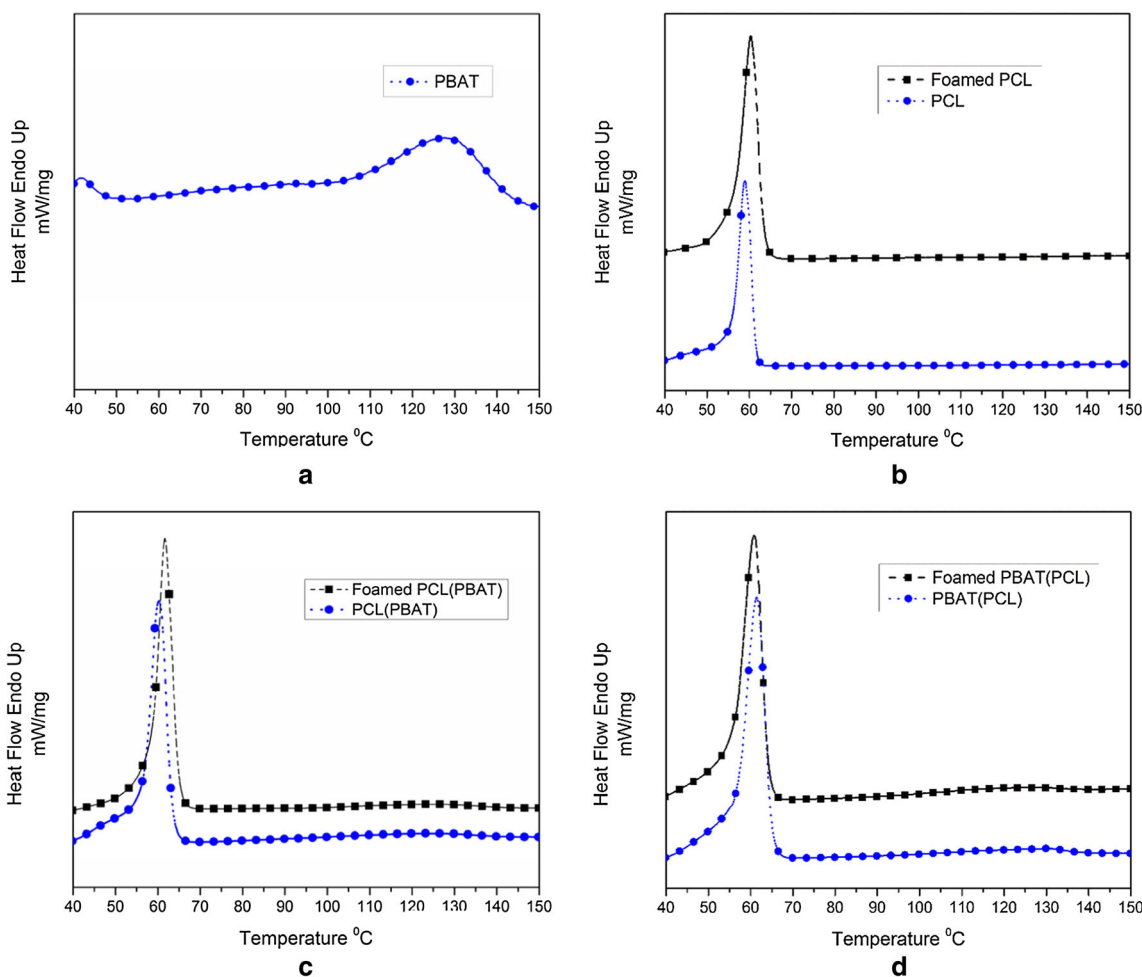 PBAT
Heat Flow Endo Up
mW/mg
40 50 60 70 80 90 100 110 120 130 140 150
Temperature ⁰C
a
Foamed PCL
PCL
Heat Flow Endo Up
mW/mg
40 50 60 70 80 90 100 110 120 130 140 150
Temperature ⁰C
b
Foamed PCL(PBAT)
PCL(PBAT)
Heat Flow Endo Up
mW/mg
40 50 60 70 80 90 100 110 120 130 140 150
Temperature ⁰C
c
Foamed PBAT(PCL)
PBAT(PCL)
Heat Flow Endo Up
mW/mg
40 50 60 70 80 90 100 110 120 130 140 150
Temperature ⁰C
d